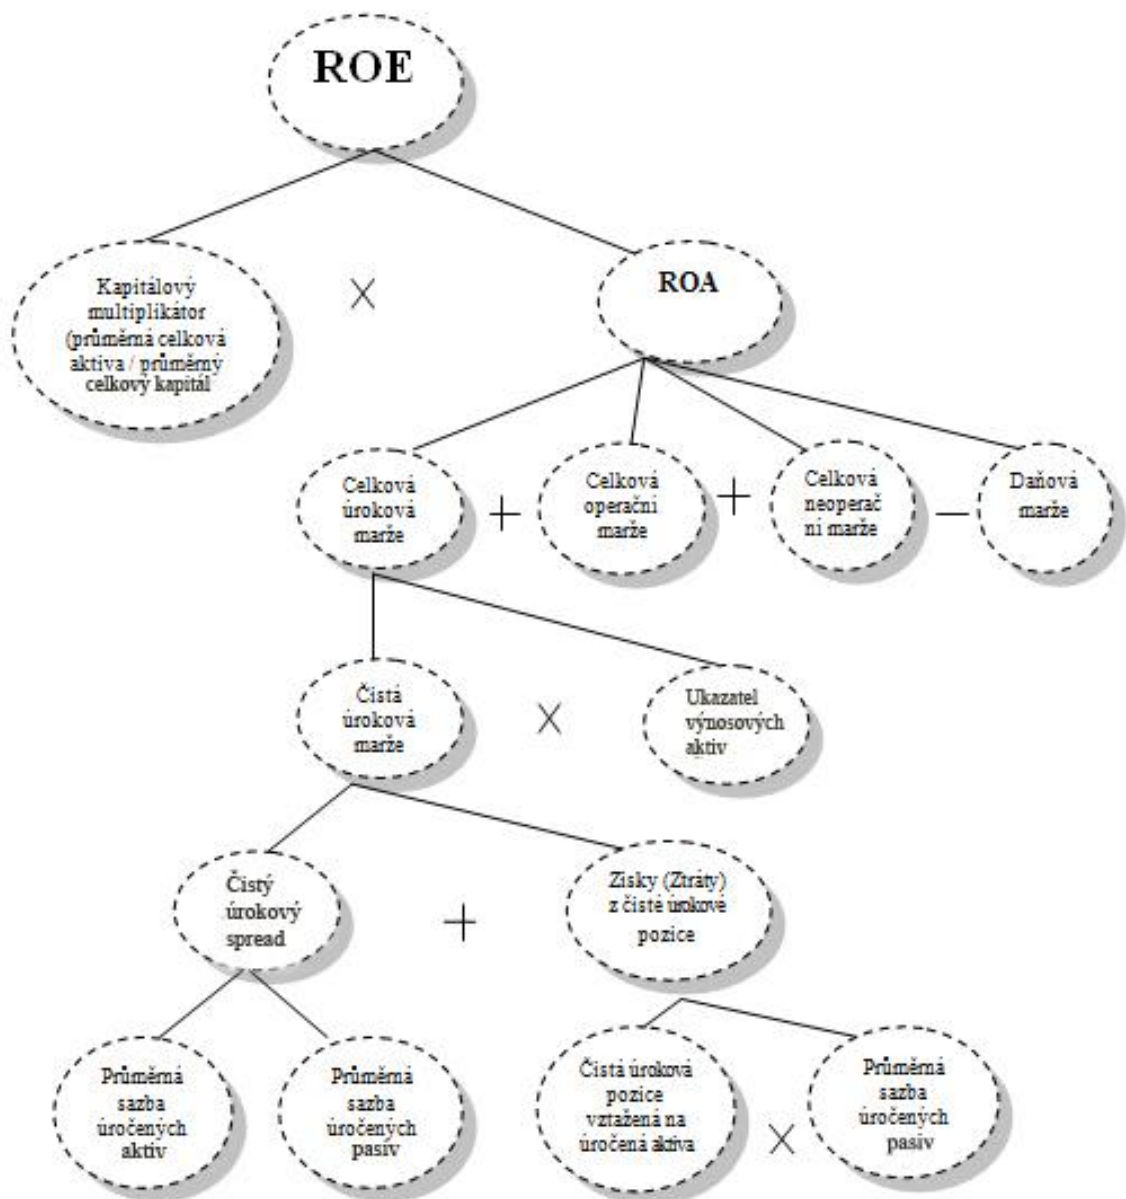 ROE
Kapitálový
multiplikátor
(průměrná celková
aktiva / průměrný
celkový kapitál
X
ROA
Celková
úroková
marže
+
Celková
operační
marže
+
Celková
neoperač
ní marže
—
Daňová
marže
Čistá
úroková
marže
X
Ukazatel
výnosových
aktiv
Čistý
úrokový
spread
+
Zisky (Ztráty)
z čisté úrokové
pozice
Průměrná
sazba
úročených
aktiv
Průměrná
sazba
úročených
pasiv
Čistá úroková
pozice
vztažená na
úročená aktiva
X
Průměrná
sazba
úročených
pasiv